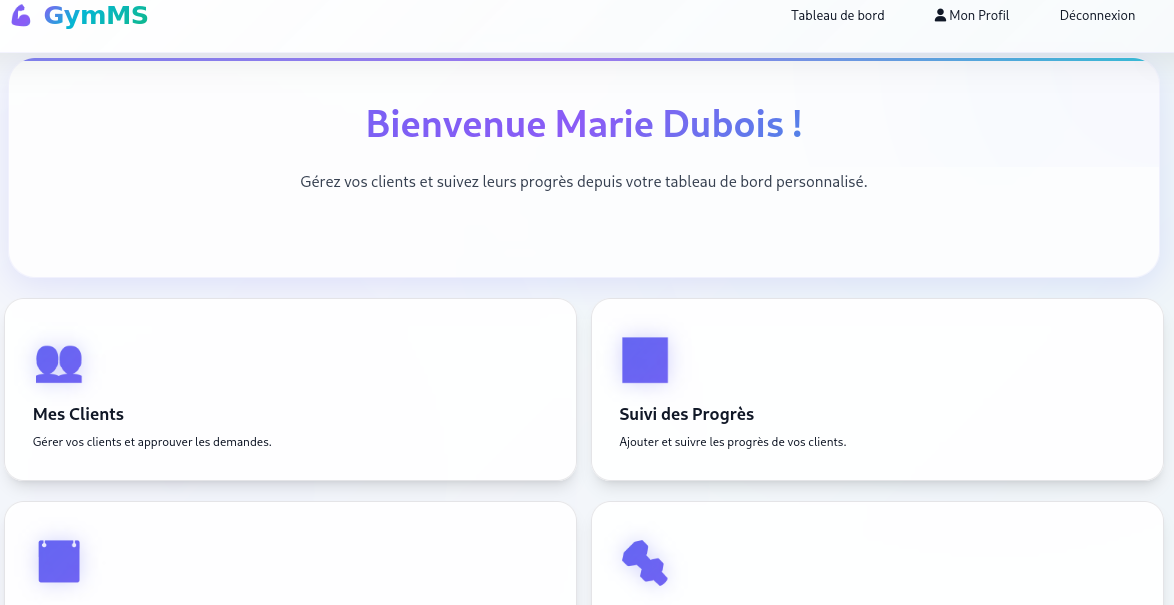 GymMS
Tableau de bord
Mon Profil
Déconnexion
Bienvenue Marie Dubois !
Gérez vos clients et suivez leurs progrès depuis votre tableau de bord personnalisé.
Mes Clients
Gérer vos clients et approuver les demandes.
Suivi des Progrès
Ajouter et suivre les progrès de vos clients.